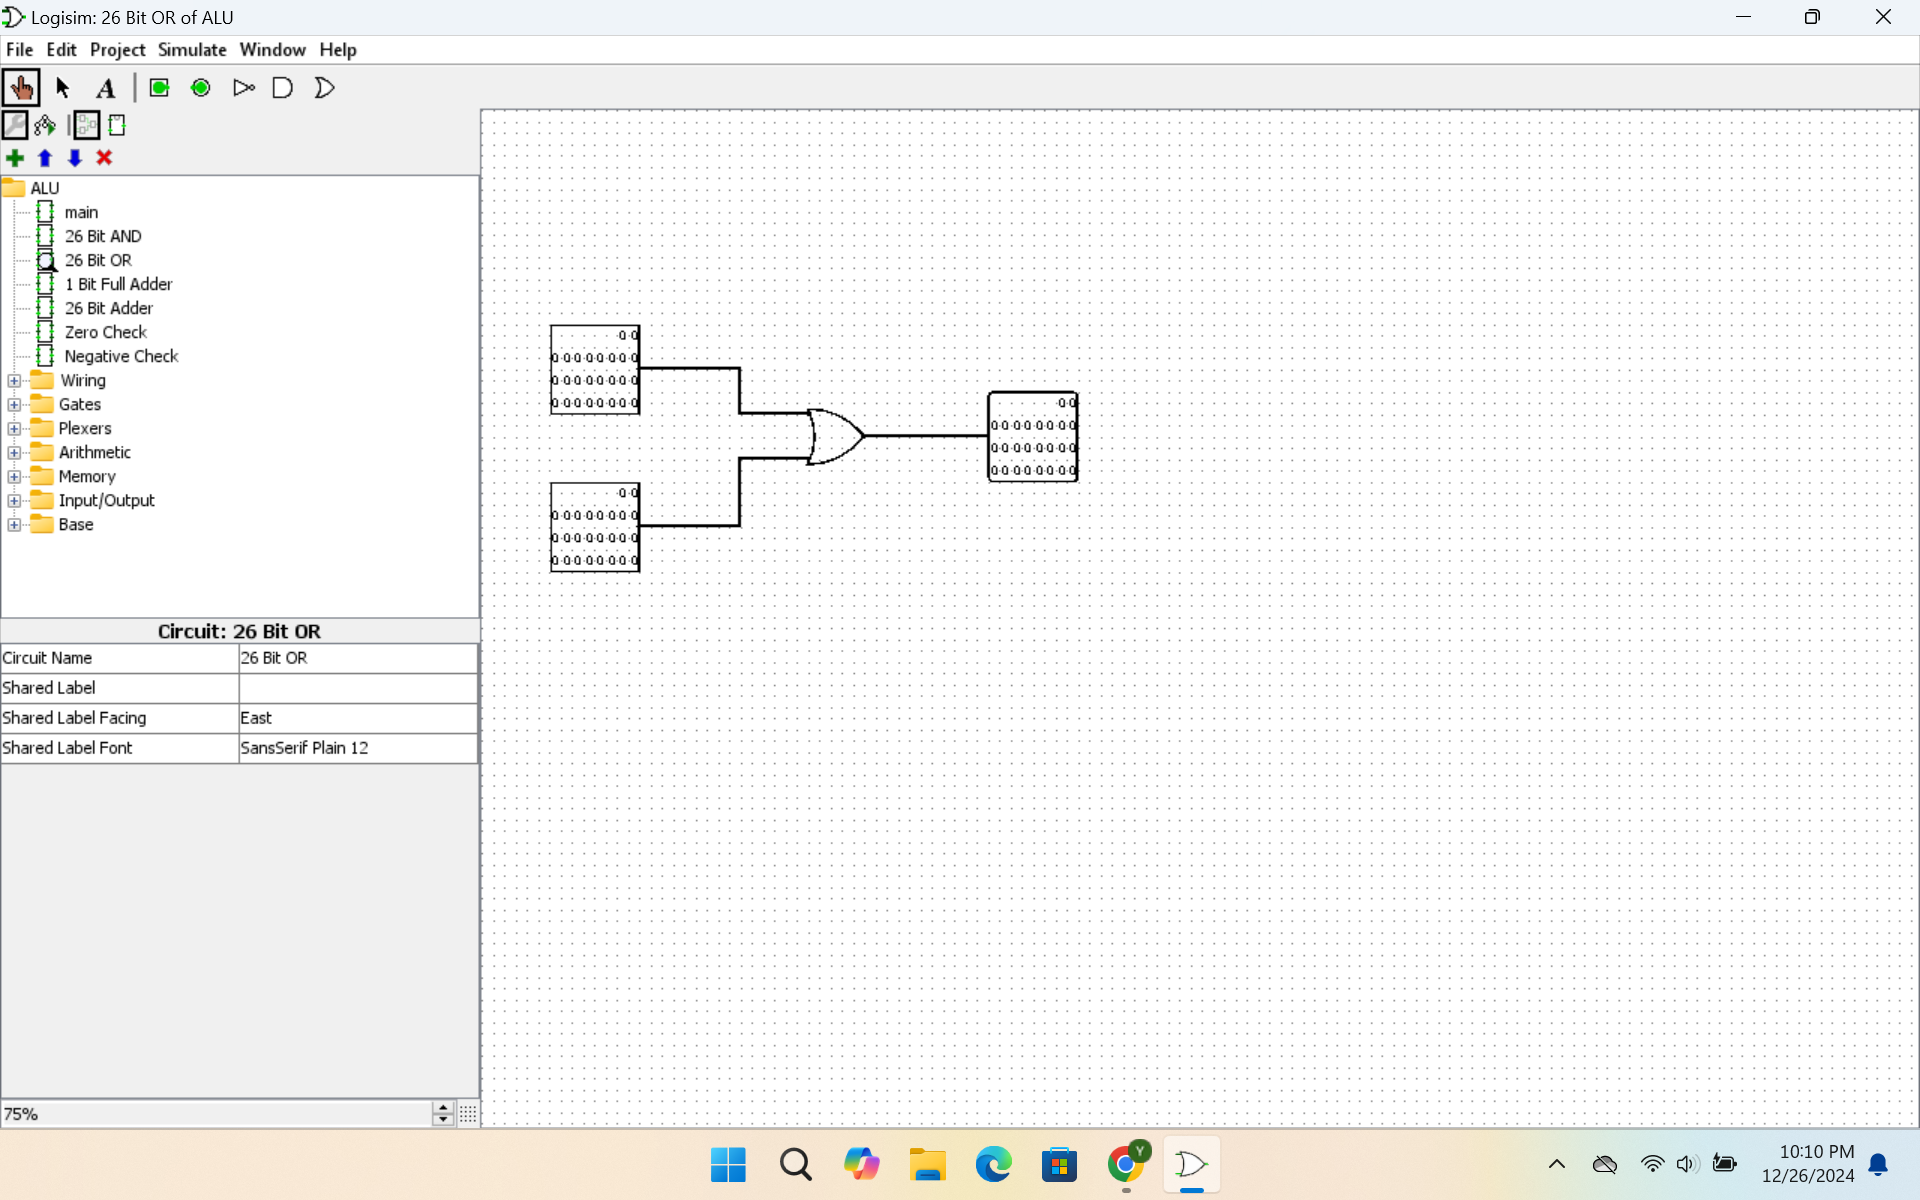 Logisim: 26 Bit OR of ALU
File Edit Project Simulate Window Help
A
ALU
main
26 Bit AND
26 Bit OR
1 Bit Full Adder
26 Bit Adder
Zero Check
Negative Check
Wiring
Gates
Plexers
Arithmetic
Memory
Input/Output
Base
0 0
0 0 0 0 0 0 0 0
0 0 0 0 0 0 0 0
0 0 0 0 0 0 0 0
0 0
0 0 0 0 0 0 0 0
0 0 0 0 0 0 0 0
0 0 0 0 0 0 0 0
0 0
0 0 0 0 0 0 0 0
0 0 0 0 0 0 0 0
0 0 0 0 0 0 0 0
Circuit: 26 Bit OR
Circuit Name 26 Bit OR
Shared Label
Shared Label Facing East
Shared Label Font SansSerif Plain 12
75%
Y
10:10 PM
12/26/2024